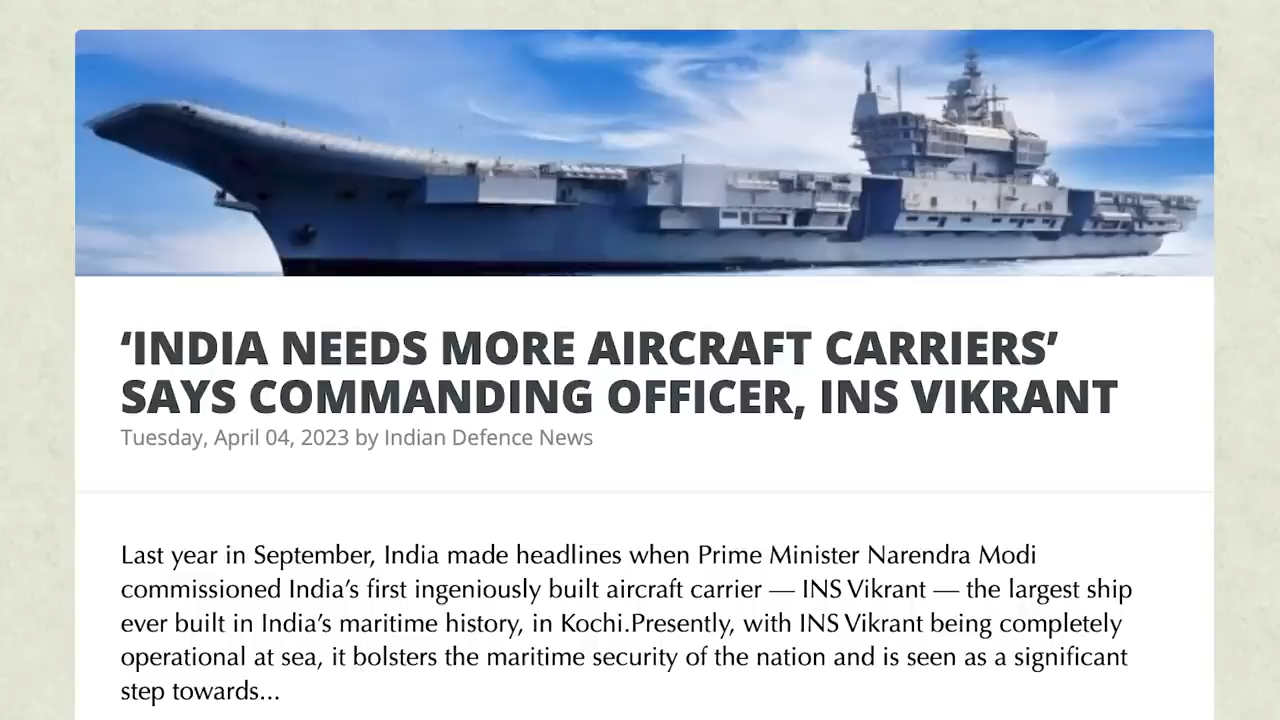 ‘INDIA NEEDS MORE AIRCRAFT CARRIERS’
SAYS COMMANDING OFFICER, INS VIKRANT
Tuesday, April 04, 2023 by Indian Defence News
Last year in September, India made headlines when Prime Minister Narendra Modi
commissioned India’s first ingeniously built aircraft carrier — INS Vikrant — the largest ship
ever built in India’s maritime history, in Kochi.Presently, with INS Vikrant being completely
operational at sea, it bolsters the maritime security of the nation and is seen as a significant
step towards...